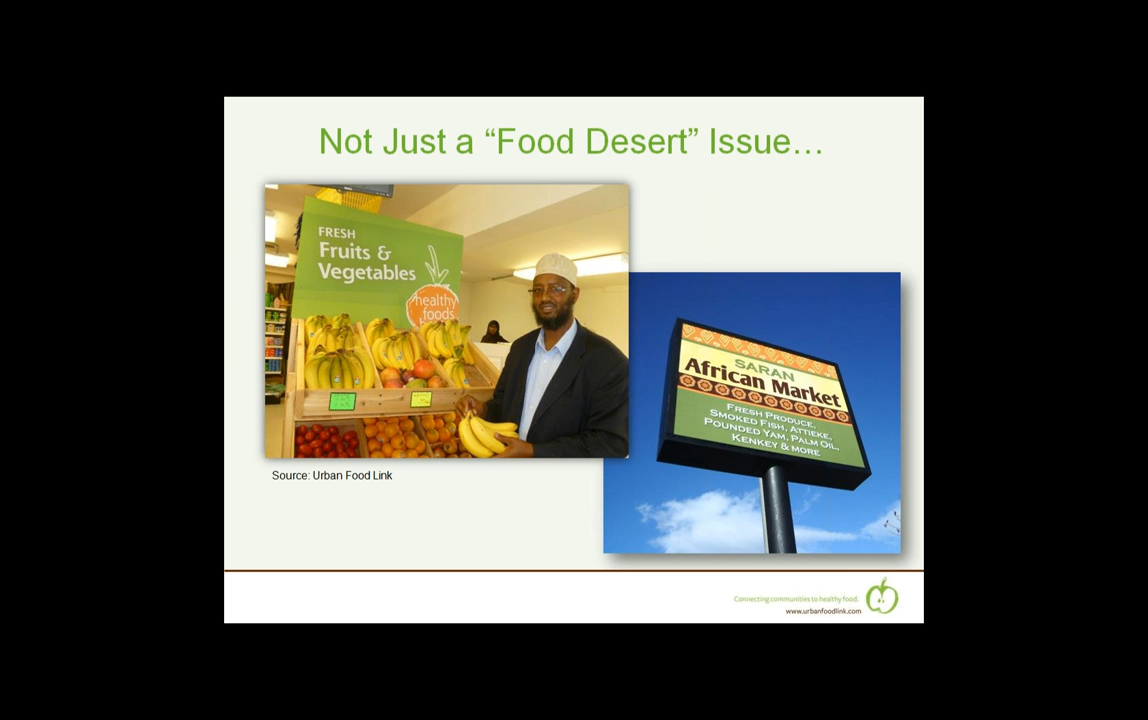 Not Just a “Food Desert” Issue…
FRESH
Fruits &
Vegetables
healthy
foods
SARAN
African Market
FRESH PRODUCE,
SMOKED FISH, ATTIEKE,
POUNDED YAM, PALM OIL,
KENKEY & MORE
Source: Urban Food Link
Connecting communities to healthy food.
www.urbanfoodlink.com